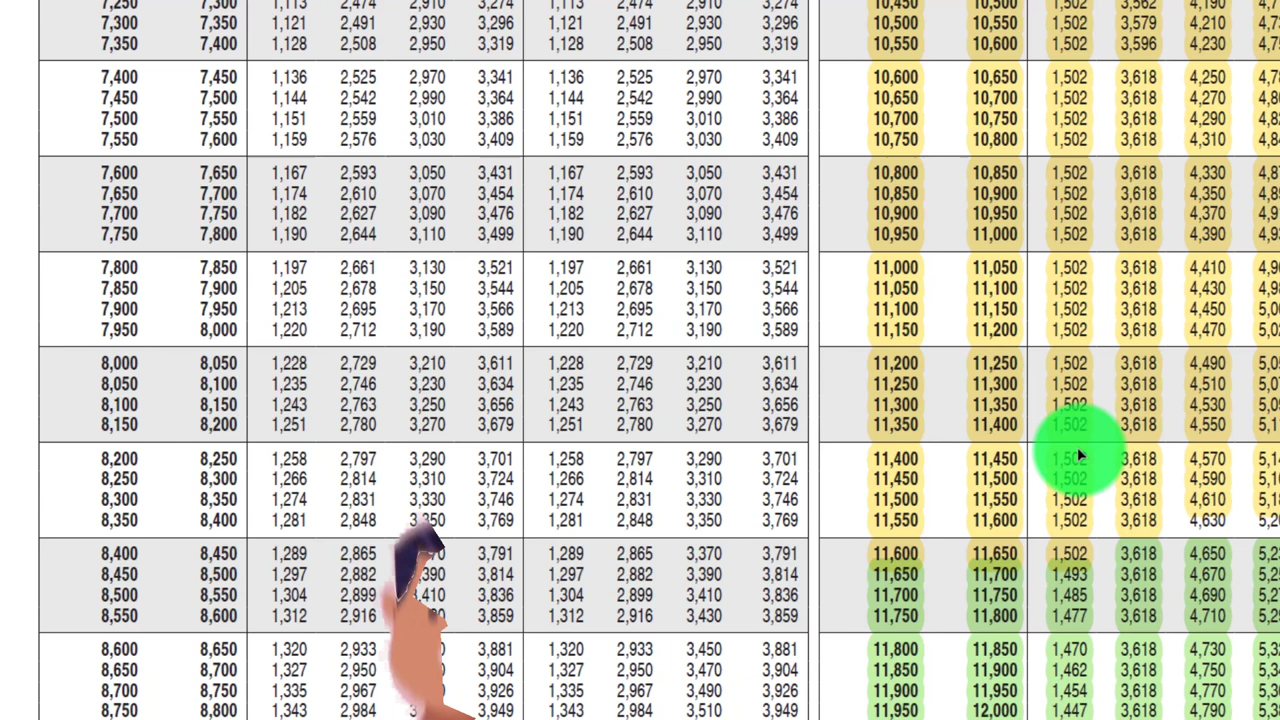 7,250 7,300 1,113 2,474 2,910 3,274 1,113 2,474 2,910 3,274 10,450 10,500 1,502 3,562 4,190
7,300 7,350 1,121 2,491 2,930 3,296 1,121 2,491 2,930 3,296 10,500 10,550 1,502 3,579 4,210
7,350 7,400 1,128 2,508 2,950 3,319 1,128 2,508 2,950 3,319 10,550 10,600 1,502 3,596 4,230
7,400 7,450 1,136 2,525 2,970 3,341 1,136 2,525 2,970 3,341 10,600 10,650 1,502 3,618 4,250
7,450 7,500 1,144 2,542 2,990 3,364 1,144 2,542 2,990 3,364 10,650 10,700 1,502 3,618 4,270
7,500 7,550 1,151 2,559 3,010 3,386 1,151 2,559 3,010 3,386 10,700 10,750 1,502 3,618 4,290
7,550 7,600 1,159 2,576 3,030 3,409 1,159 2,576 3,030 3,409 10,750 10,800 1,502 3,618 4,310
7,600 7,650 1,167 2,593 3,050 3,431 1,167 2,593 3,050 3,431 10,800 10,850 1,502 3,618 4,330
7,650 7,700 1,174 2,610 3,070 3,454 1,174 2,610 3,070 3,454 10,850 10,900 1,502 3,618 4,350
7,700 7,750 1,182 2,627 3,090 3,476 1,182 2,627 3,090 3,476 10,900 10,950 1,502 3,618 4,370
7,750 7,800 1,190 2,644 3,110 3,499 1,190 2,644 3,110 3,499 10,950 11,000 1,502 3,618 4,390
7,800 7,850 1,197 2,661 3,130 3,521 1,197 2,661 3,130 3,521 11,000 11,050 1,502 3,618 4,410
7,850 7,900 1,205 2,678 3,150 3,544 1,205 2,678 3,150 3,544 11,050 11,100 1,502 3,618 4,430
7,900 7,950 1,213 2,695 3,170 3,566 1,213 2,695 3,170 3,566 11,100 11,150 1,502 3,618 4,450
7,950 8,000 1,220 2,712 3,190 3,589 1,220 2,712 3,190 3,589 11,150 11,200 1,502 3,618 4,470
8,000 8,050 1,228 2,729 3,210 3,611 1,228 2,729 3,210 3,611 11,200 11,250 1,502 3,618 4,490
8,050 8,100 1,235 2,746 3,230 3,634 1,235 2,746 3,230 3,634 11,250 11,300 1,502 3,618 4,510
8,100 8,150 1,243 2,763 3,250 3,656 1,243 2,763 3,250 3,656 11,300 11,350 1,502 3,618 4,530
8,150 8,200 1,251 2,780 3,270 3,679 1,251 2,780 3,270 3,679 11,350 11,400 1,502 3,618 4,550
8,200 8,250 1,258 2,797 3,290 3,701 1,258 2,797 3,290 3,701 11,400 11,450 1,502 3,618 4,570
8,250 8,300 1,266 2,814 3,310 3,724 1,266 2,814 3,310 3,724 11,450 11,500 1,502 3,618 4,590
8,300 8,350 1,274 2,831 3,330 3,746 1,274 2,831 3,330 3,746 11,500 11,550 1,502 3,618 4,610
8,350 8,400 1,281 2,848 3,350 3,769 1,281 2,848 3,350 3,769 11,550 11,600 1,502 3,618 4,630
8,400 8,450 1,289 2,865 3,791 1,289 2,865 3,370 3,791 11,600 11,650 1,502 3,618 4,650
8,450 8,500 1,297 2,882 3,814 1,297 2,882 3,390 3,814 11,650 11,700 1,493 3,618 4,670
8,500 8,550 1,304 2,899 3,836 1,304 2,899 3,410 3,836 11,700 11,750 1,485 3,618 4,690
8,550 8,600 1,312 2,916 3,859 1,312 2,916 3,430 3,859 11,750 11,800 1,477 3,618 4,710
8,600 8,650 1,320 2,933 3,881 1,320 2,933 3,450 3,881 11,800 11,850 1,470 3,618 4,730
8,650 8,700 1,327 2,950 3,904 1,327 2,950 3,470 3,904 11,850 11,900 1,462 3,618 4,750
8,700 8,750 1,335 2,967 3,926 1,335 2,967 3,490 3,926 11,900 11,950 1,454 3,618 4,770
8,750 8,800 1,343 2,984 3,949 1,343 2,984 3,510 3,949 11,950 12,000 1,447 3,618 4,790